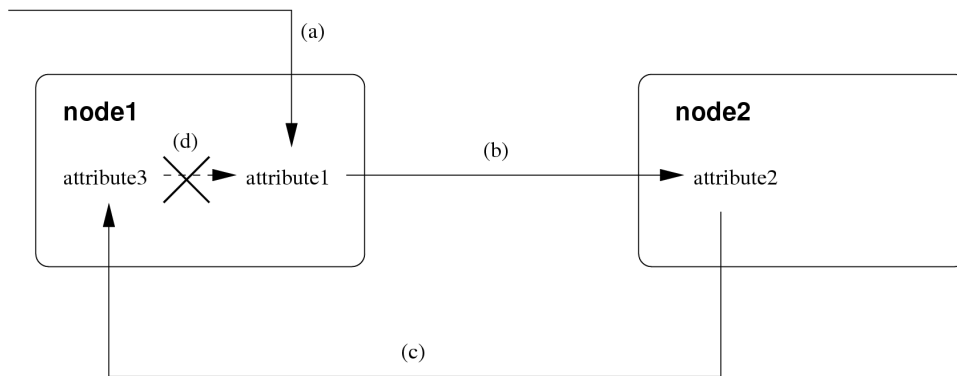 (a)
node1
node2
(d)
(b)
attribute3
attribute1
attribute2
(c)